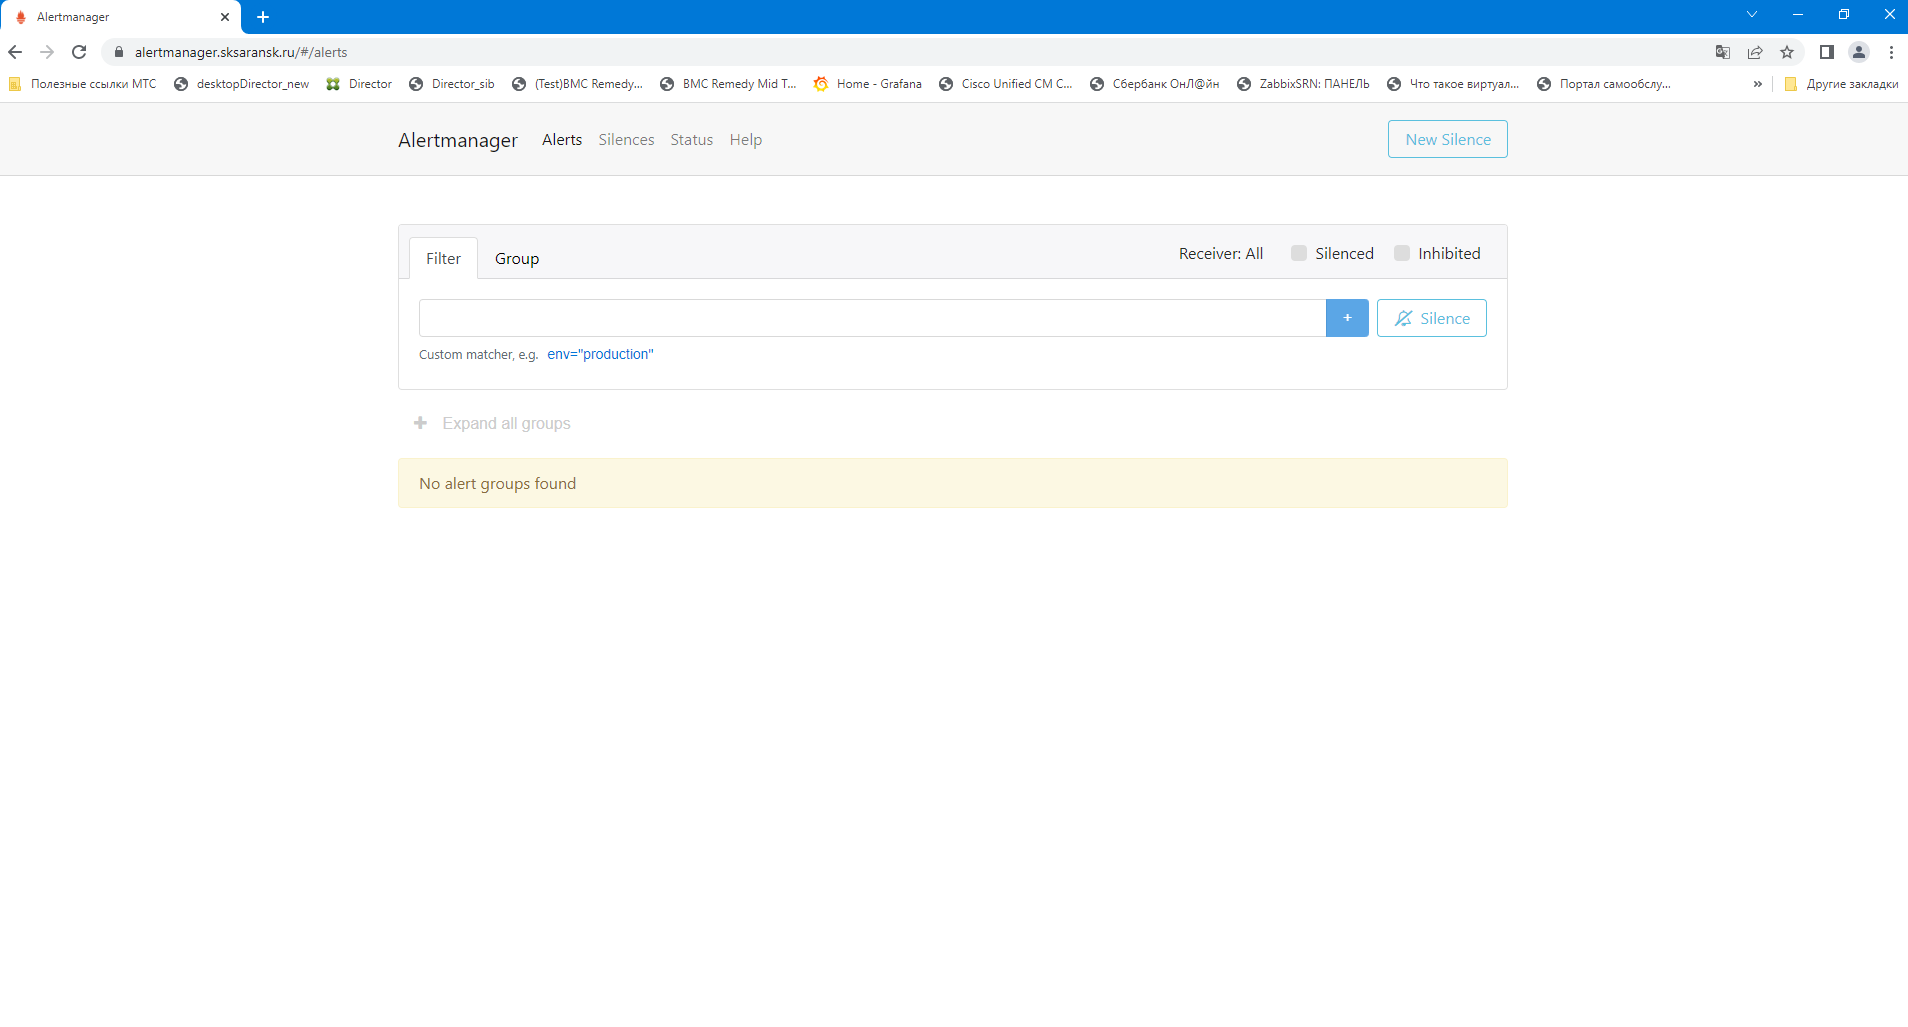 Alertmanager
alertmanager.sksaransk.ru/#/alerts
Полезные ссылки МТС desktopDirector_new Director Director_sib (Test)BMC Remedy... BMC Remedy Mid T... Home - Grafana Cisco Unified CM C... Сбербанк ОнЛ@йн ZabbixSRN: ПАНЕЛЬ Что такое виртуал... Портал самообслу... » Другие закладки
Alertmanager Alerts Silences Status Help New Silence
Filter Group Receiver: All Silenced Inhibited
+ Silence
Custom matcher, e.g. env="production"
+ Expand all groups
No alert groups found